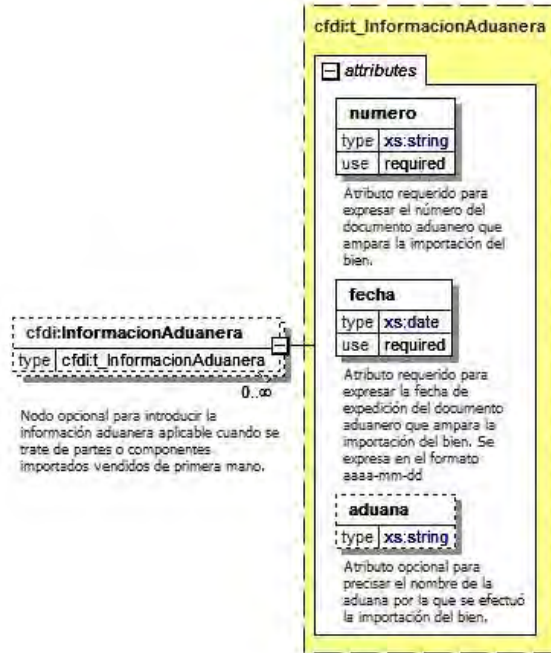 cfdi:t_InformacionAduanera
attributes
numero
type xs:string
use required
Atributo requerido para
expresar el número del
documento aduanero que
ampara la importación del
bien.
fecha
type xs:date
use required
Atributo requerido para
expresar la fecha de
expedición del documento
aduanero que ampara la
importación del bien. Se
expresa en el formato
aaaa-mm-dd
aduana
type xs:string
Atributo opcional para
precisar el nombre de la
aduana por la que se efectuó
la importación del bien.
cfdi:InformacionAduanera
type cfdi:t_InformacionAduanera
0..∞
Nodo opcional para introducir la
información aduanera aplicable cuando se
trate de partes o componentes
importados vendidos de primera mano.